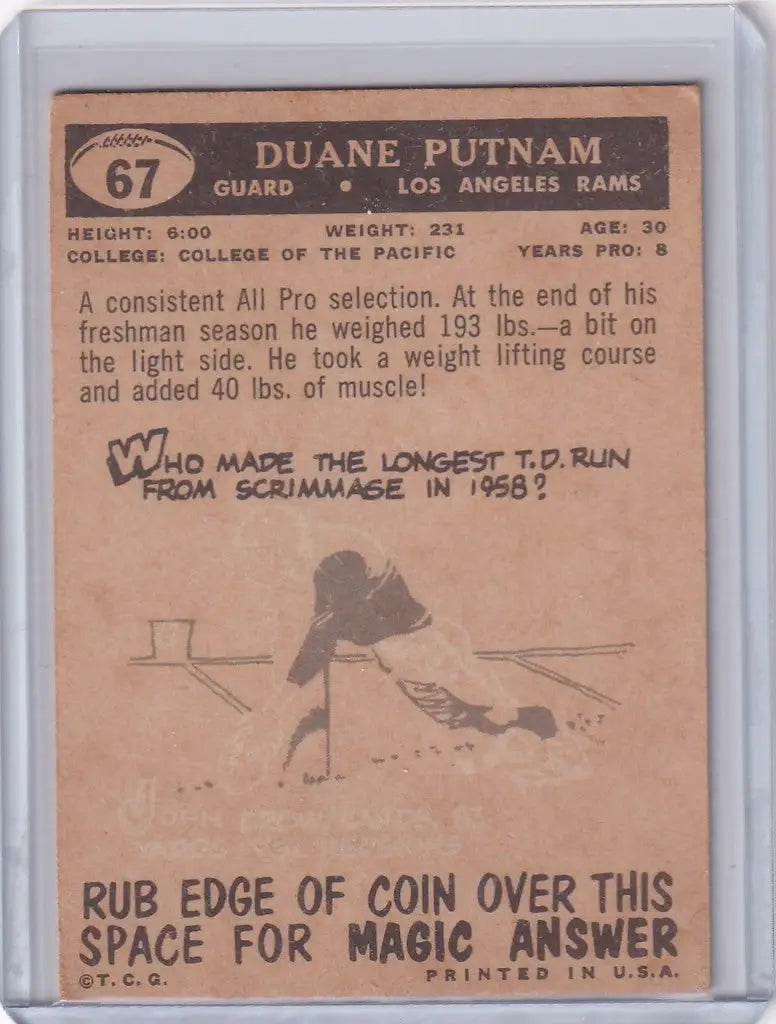 67
DUANE PUTNAM
GUARD • LOS ANGELES RAMS
HEIGHT: 6:00 WEIGHT: 231 AGE: 30
COLLEGE: COLLEGE OF THE PACIFIC YEARS PRO: 8
A consistent All Pro selection. At the end of his
freshman season he weighed 193 lbs.—a bit on
the light side. He took a weight lifting course
and added 40 lbs. of muscle!
WHO MADE THE LONGEST T.D. RUN
FROM SCRIMMAGE IN 1958?
JOHN CROW
RUB EDGE OF COIN OVER THIS
SPACE FOR MAGIC ANSWER
©T. C. G. PRINTED IN U.S.A.